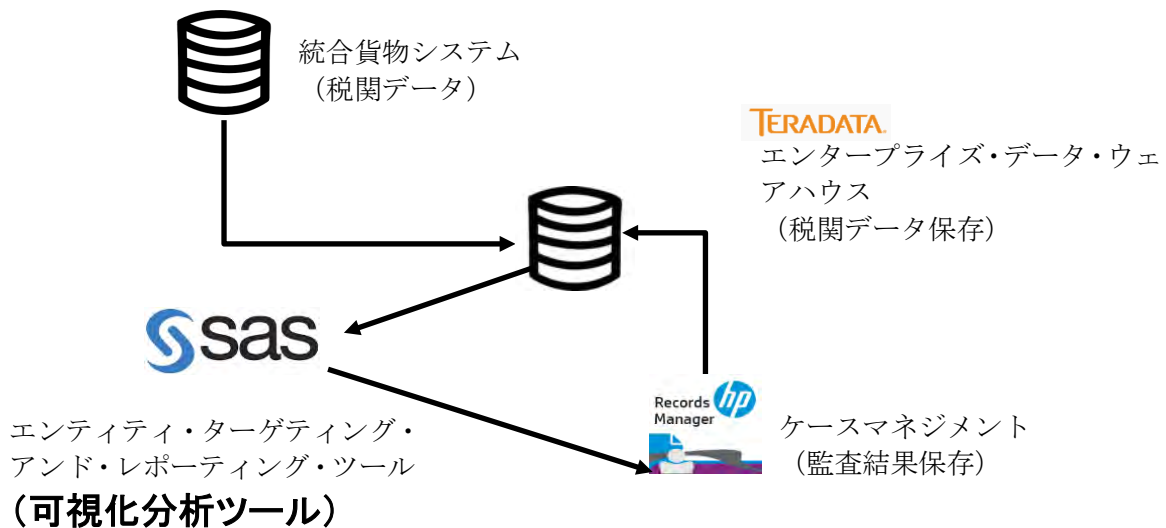 統合貨物システム
（税関データ）
TERADATA.
エンタープライズ・データ・ウェ
アハウス
（税関データ保存）
sas
エンティティ・ターゲティング・
アンド・レポーティング・ツール
（可視化分析ツール）
Records
Manager
hp
ケースマネジメント
（監査結果保存）